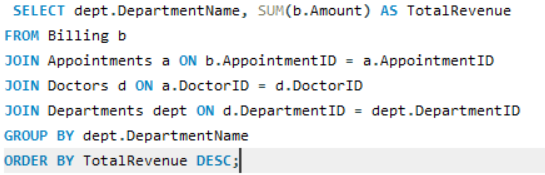 SELECT dept.DepartmentName, SUM(b.Amount) AS TotalRevenue
FROM Billing b
JOIN Appointments a ON b.AppointmentID = a.AppointmentID
JOIN Doctors d ON a.DoctorID = d.DoctorID
JOIN Departments dept ON d.DepartmentID = dept.DepartmentID
GROUP BY dept.DepartmentName
ORDER BY TotalRevenue DESC;